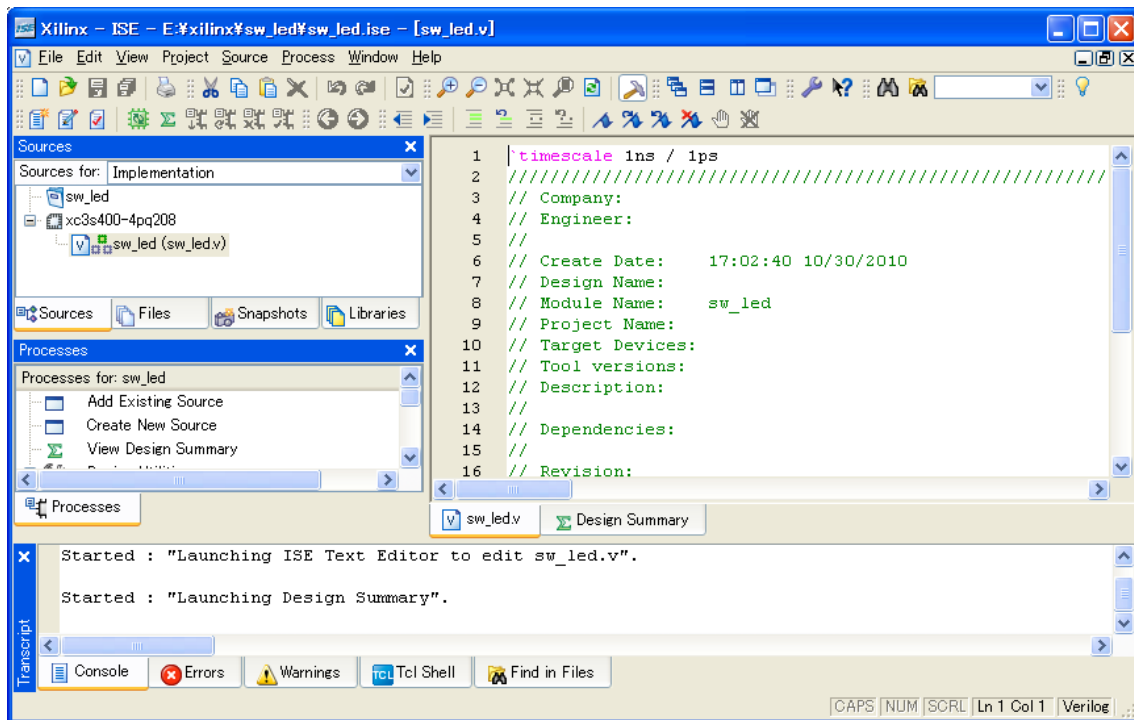 Xilinx - ISE - E:¥xilinx¥sw_led¥sw_led.ise - [sw_led.v]
File Edit View Project Source Process Window Help
Sources
Sources for: Implementation
sw_led
xc3s400-4pq208
sw_led (sw_led.v)
Sources Files Snapshots Libraries
Processes
Processes for: sw_led
Add Existing Source
Create New Source
View Design Summary
Processes
1 `timescale 1ns / 1ps
2 /////////////////////////////////////////////////////////
3 // Company:
4 // Engineer:
5 //
6 // Create Date: 17:02:40 10/30/2010
7 // Design Name:
8 // Module Name: sw_led
9 // Project Name:
10 // Target Devices:
11 // Tool versions:
12 // Description:
13 //
14 // Dependencies:
15 //
16 // Revision:
sw_led.v Design Summary
Transcript
Started : "Launching ISE Text Editor to edit sw_led.v".
Started : "Launching Design Summary".
Console Errors Warnings TCL Tcl Shell Find in Files
CAPS NUM SCRL Ln 1 Col 1 Verilog